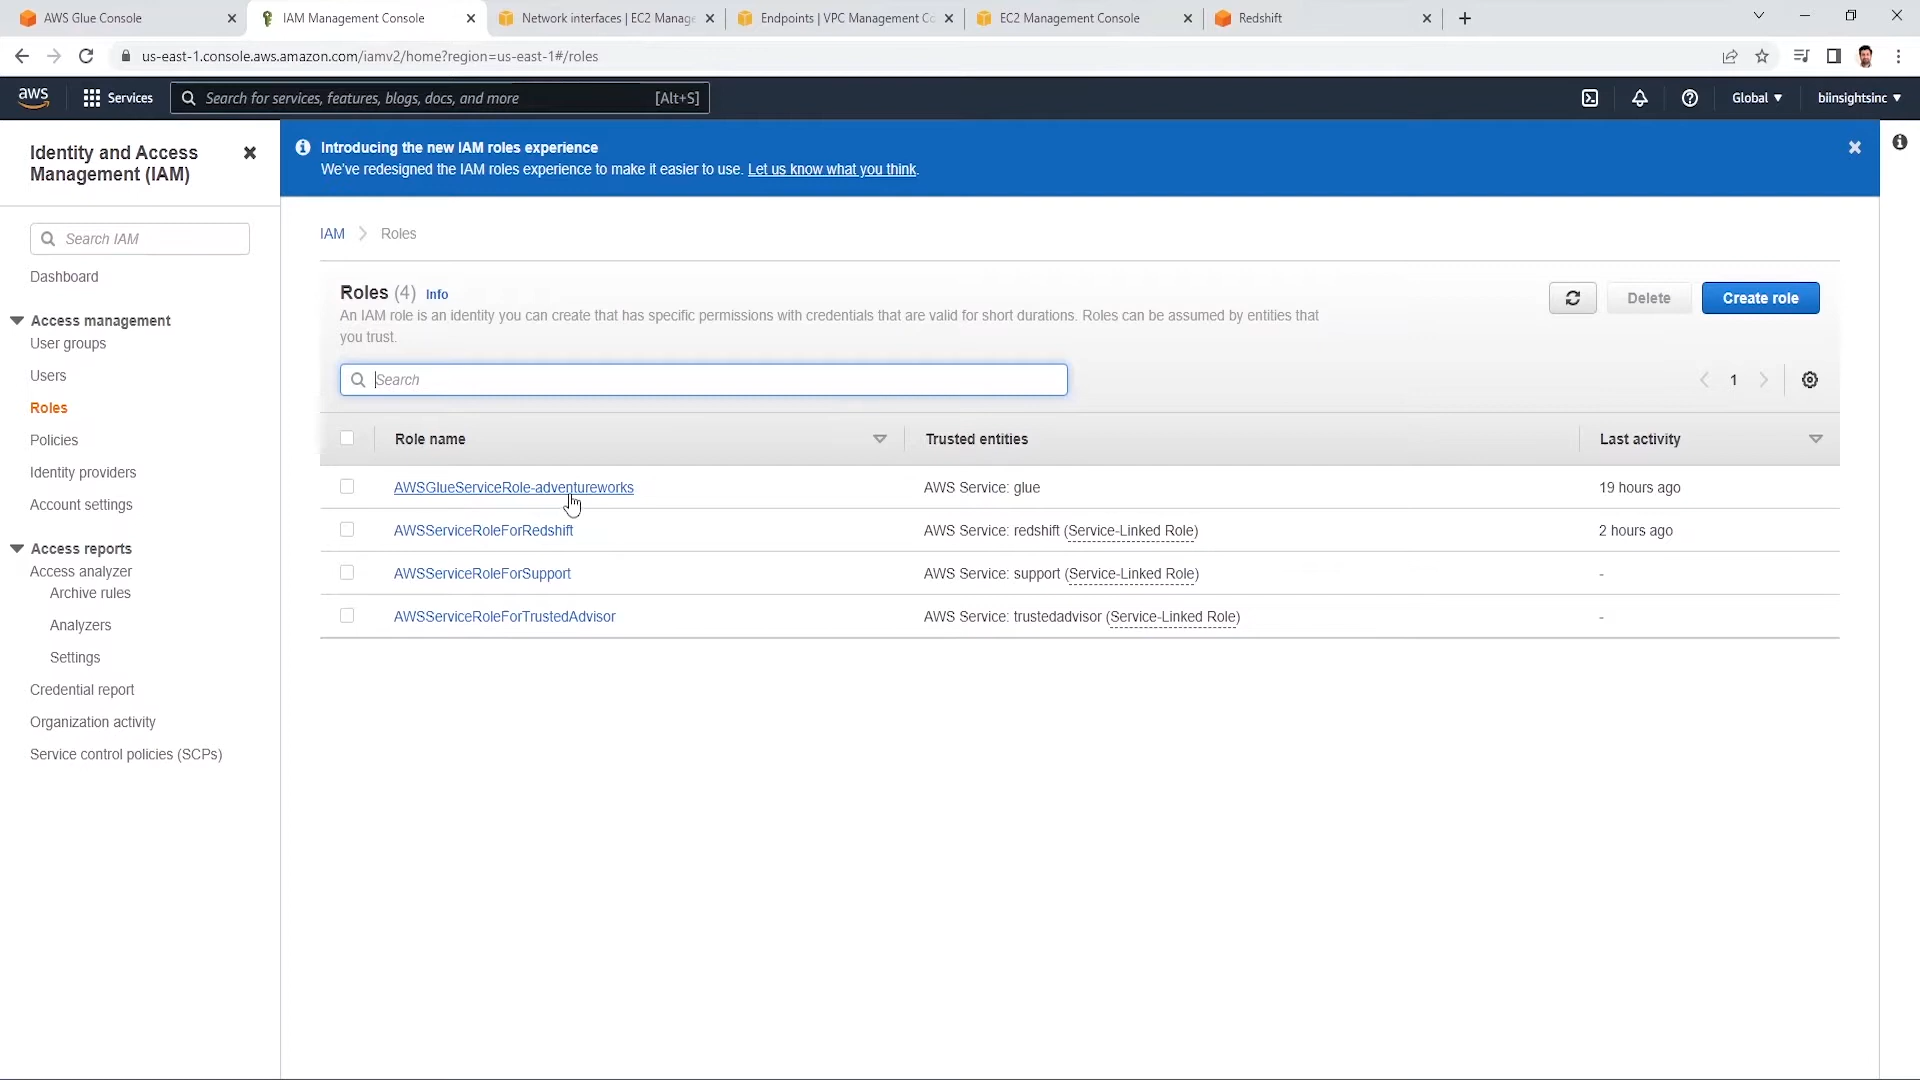 AWS Glue Console
IAM Management Console
Network interfaces | EC2 Manag
Endpoints | VPC Management Co
EC2 Management Console
Redshift
us-east-1.console.aws.amazon.com/iamv2/home?region=us-east-1#/roles
aws
Services
Search for services, features, blogs, docs, and more
[Alt+S]
Global
biinsightsinc
Identity and Access
Management (IAM)
Search IAM
Dashboard
Access management
User groups
Users
Roles
Policies
Identity providers
Account settings
Access reports
Access analyzer
Archive rules
Analyzers
Settings
Credential report
Organization activity
Service control policies (SCPs)
Introducing the new IAM roles experience
We've redesigned the IAM roles experience to make it easier to use. Let us know what you think.
IAM > Roles
Roles (4) Info
An IAM role is an identity you can create that has specific permissions with credentials that are valid for short durations. Roles can be assumed by entities that
you trust.
Delete
Create role
Search
1
Role name Trusted entities Last activity
AWSGlueServiceRole-adventureworks AWS Service: glue 19 hours ago
AWSServiceRoleForRedshift AWS Service: redshift (Service-Linked Role) 2 hours ago
AWSServiceRoleForSupport AWS Service: support (Service-Linked Role) -
AWSServiceRoleForTrustedAdvisor AWS Service: trustedadvisor (Service-Linked Role) -